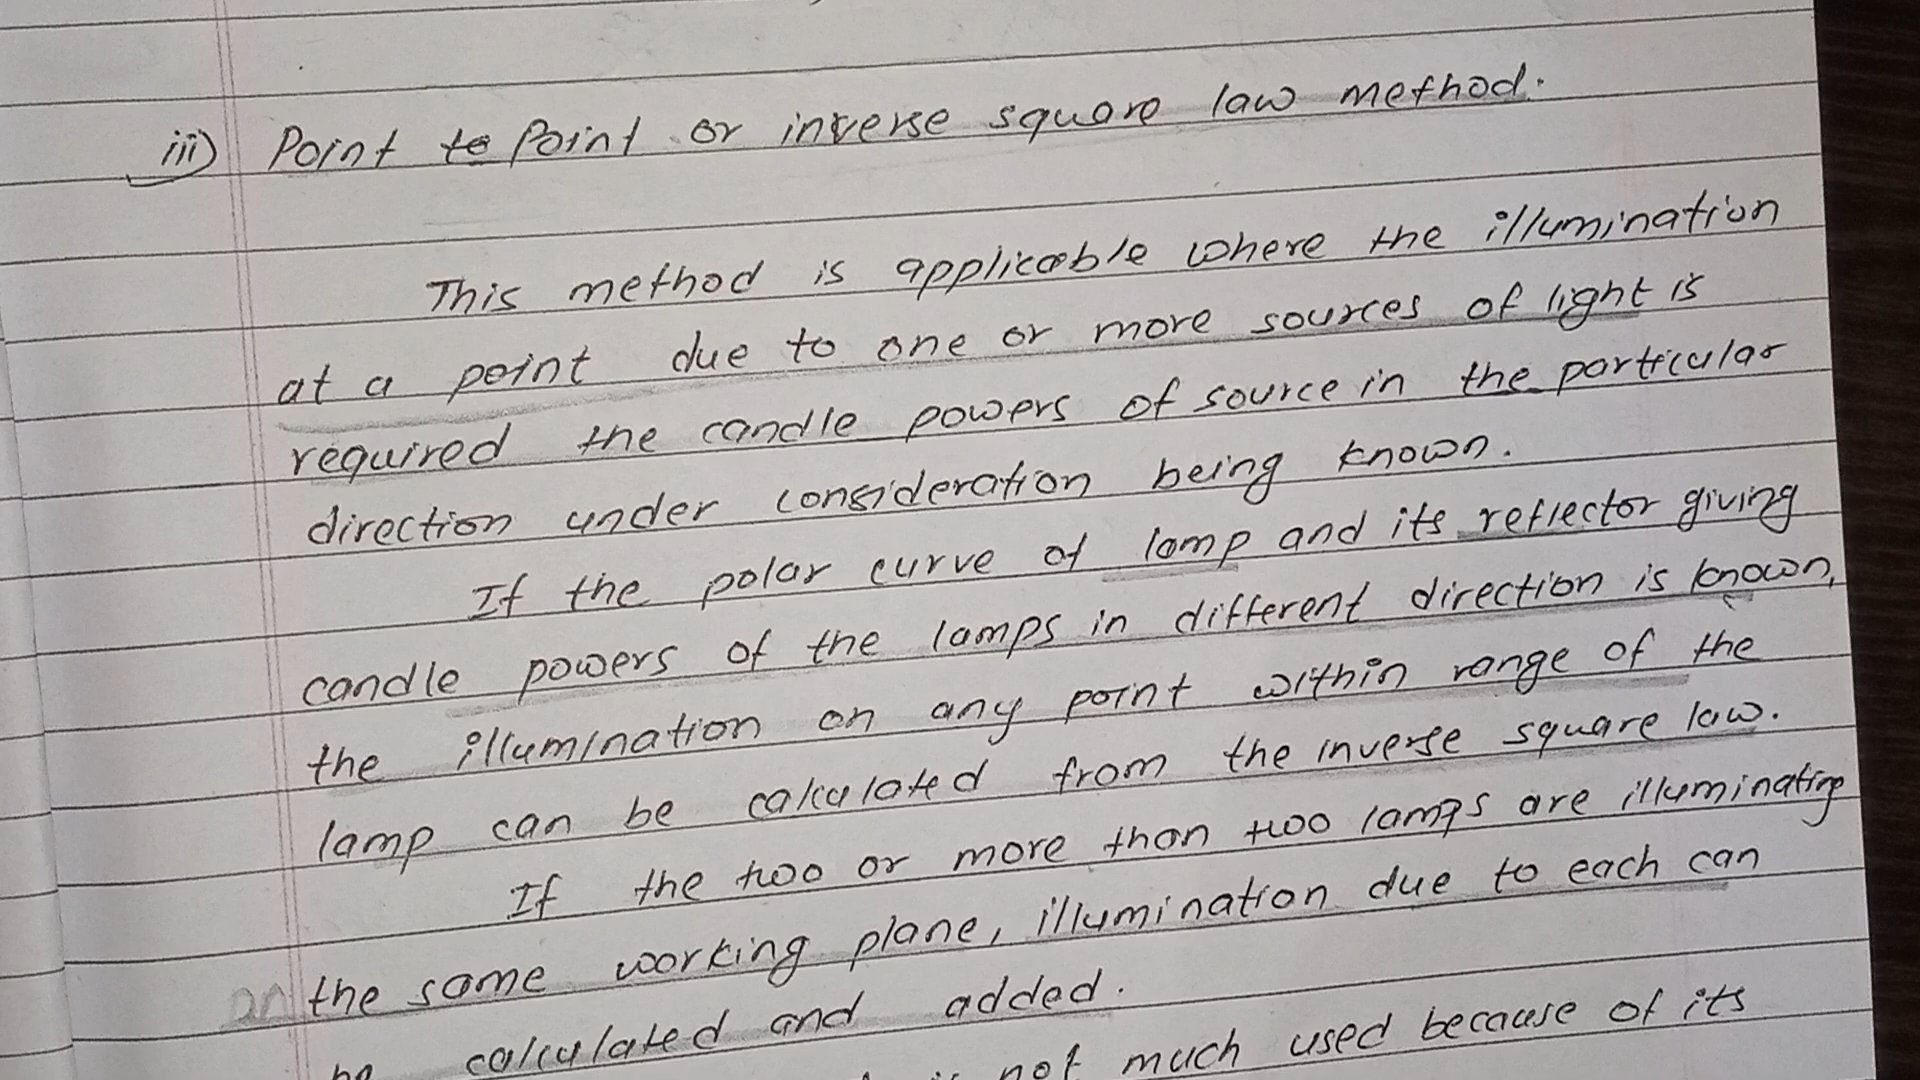 iii) Point to Point or inverse square law method.
This method is applicable where the illumination
at a point due to one or more sources of light is
required the candle powers of source in the particular
direction under consideration being known.
If the polar curve of lamp and its reflector giving
candle powers of the lamps in different direction is known,
the illumination on any point within range of the
lamp can be calculated from the inverse square law.
If the two or more than two lamps are illuminating
the same working plane, illumination due to each can
be calculated and added.
not much used because of its